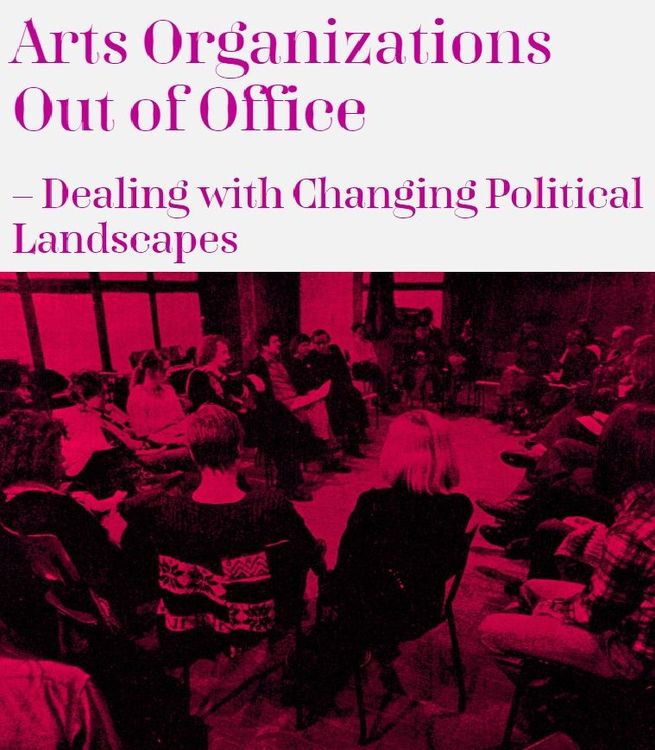 Arts Organizations
Out of Office
– Dealing with Changing Political
Landscapes